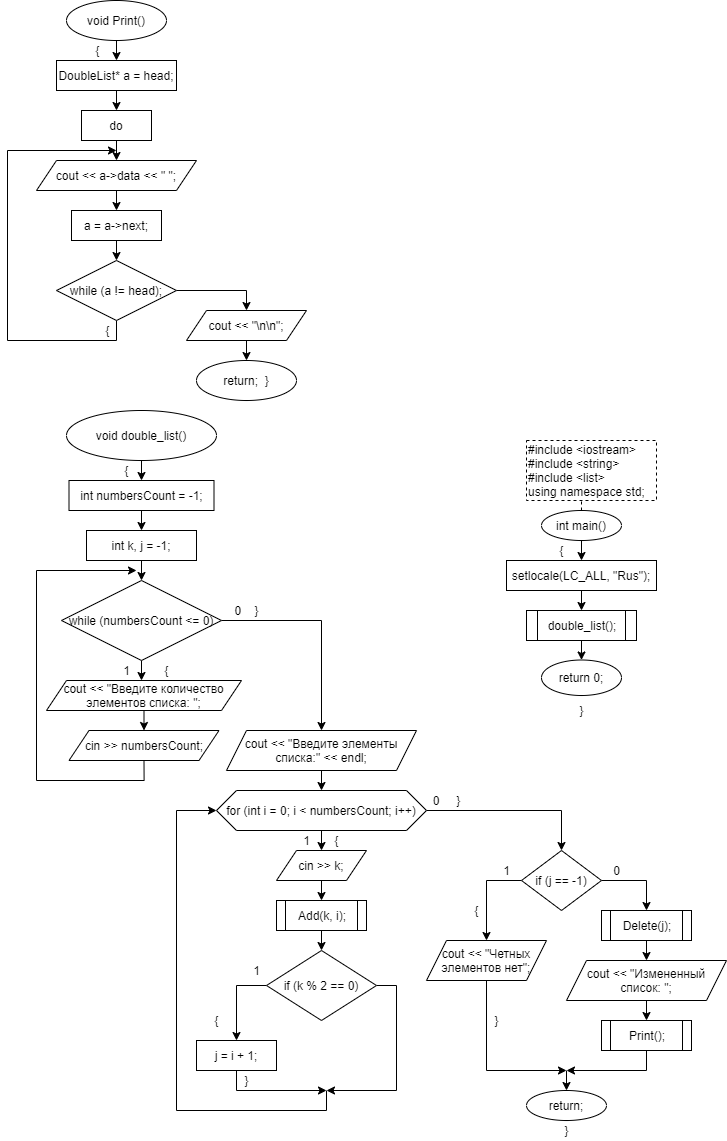 void Print()
{
DoubleList* a = head;
do
cout << a->data << " ";
a = a->next;
while (a != head);
{
cout << "\n\n";
return; }
void double_list()
{
int numbersCount = -1;
int k, j = -1;
while (numbersCount <= 0)
0 }
1 {
cout << "Введите количество
элементов списка: ";
cin >> numbersCount;
#include <iostream>
#include <string>
#include <list>
using namespace std;
int main()
{
setlocale(LC_ALL, "Rus");
double_list();
return 0;
}
cout << "Введите элементы
списка:" << endl;
for (int i = 0; i < numbersCount; i++)
0 }
1 {
cin >> k;
Add(k, i);
if (k % 2 == 0)
1
{
j = i + 1;
}
if (j == -1)
1
0
{
cout << "Четных
элементов нет";
}
Delete(j);
cout << "Измененный
список: ";
Print();
return;
}